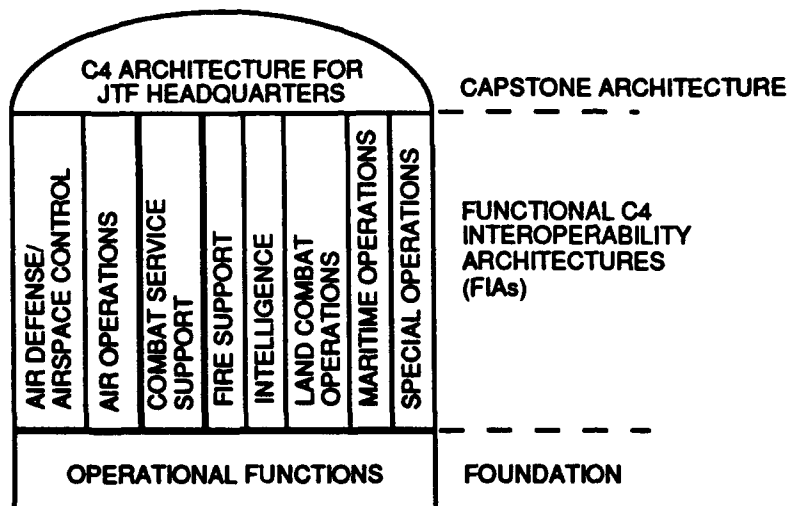 C4 ARCHITECTURE FOR
JTF HEADQUARTERS
CAPSTONE ARCHITECTURE
AIR DEFENSE/
AIRSPACE CONTROL
AIR OPERATIONS
COMBAT SERVICE
SUPPORT
FIRE SUPPORT
INTELLIGENCE
LAND COMBAT
OPERATIONS
MARITIME OPERATIONS
SPECIAL OPERATIONS
FUNCTIONAL C4
INTEROPERABILITY
ARCHITECTURES
(FIAs)
OPERATIONAL FUNCTIONS
FOUNDATION